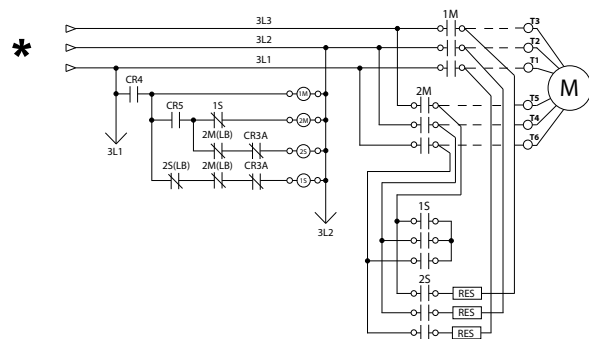 *
3L3
1M
T3
3L2
T2
3L1
T1
M
CR4
1M
2M
T5
CR5
1S
2M
T4
2M(LB)
CR3A
2S
T6
3L1
2S(LB)
2M(LB)
CR3A
1S
1S
3L2
2S
RES
RES
RES